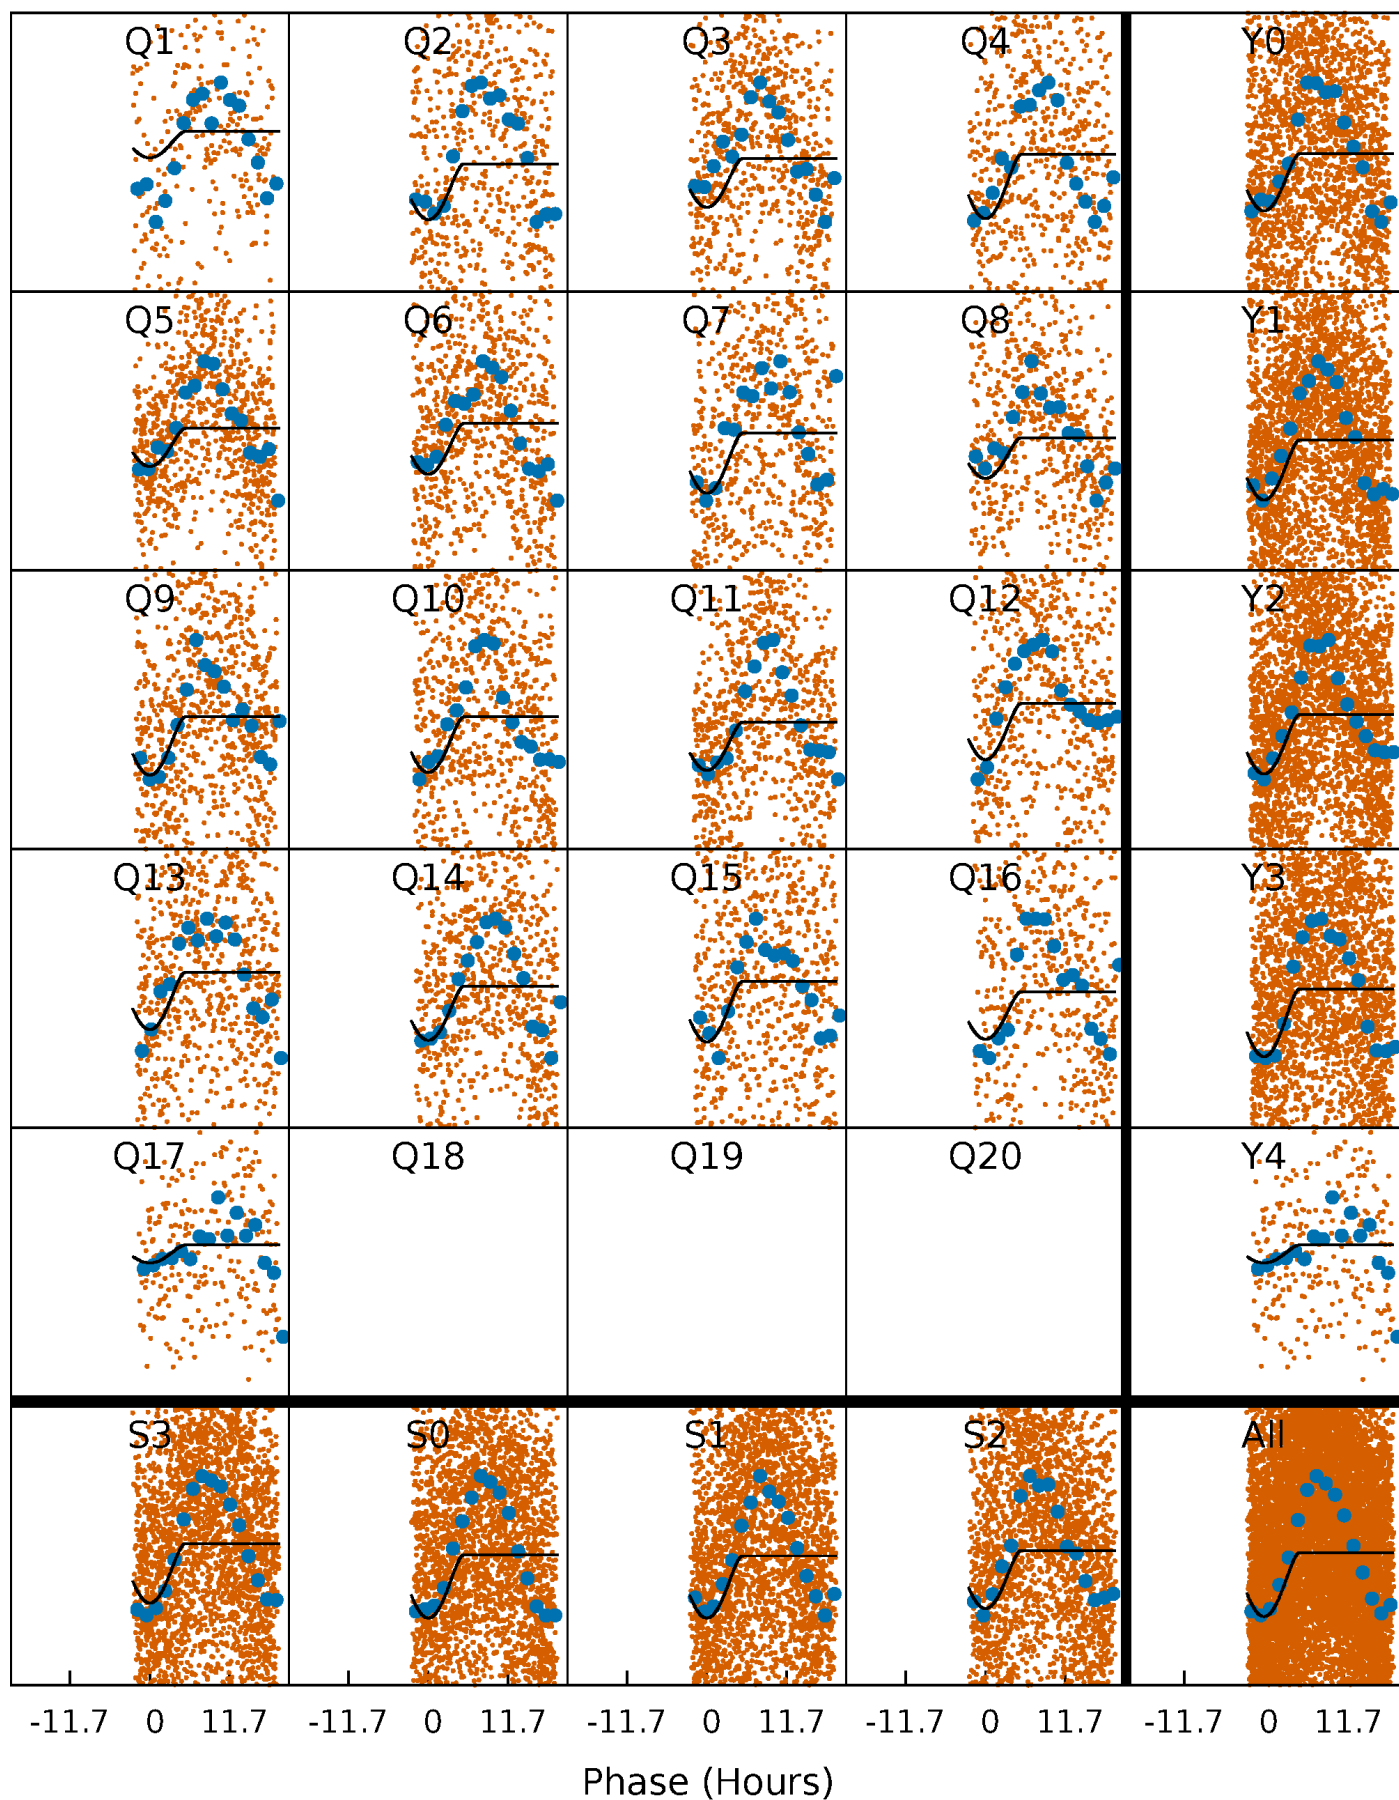 Q1 Q2 Q3 Q4 Y0
Q5 Q6 Q7 Q8 Y1
Q9 Q10 Q11 Q12 Y2
Q13 Q14 Q15 Q16 Y3
Q17 Q18 Q19 Q20 Y4
S3 S0 S1 S2 All
-11.7 0 11.7 -11.7 0 11.7 -11.7 0 11.7 -11.7 0 11.7 -11.7 0 11.7
Phase (Hours)